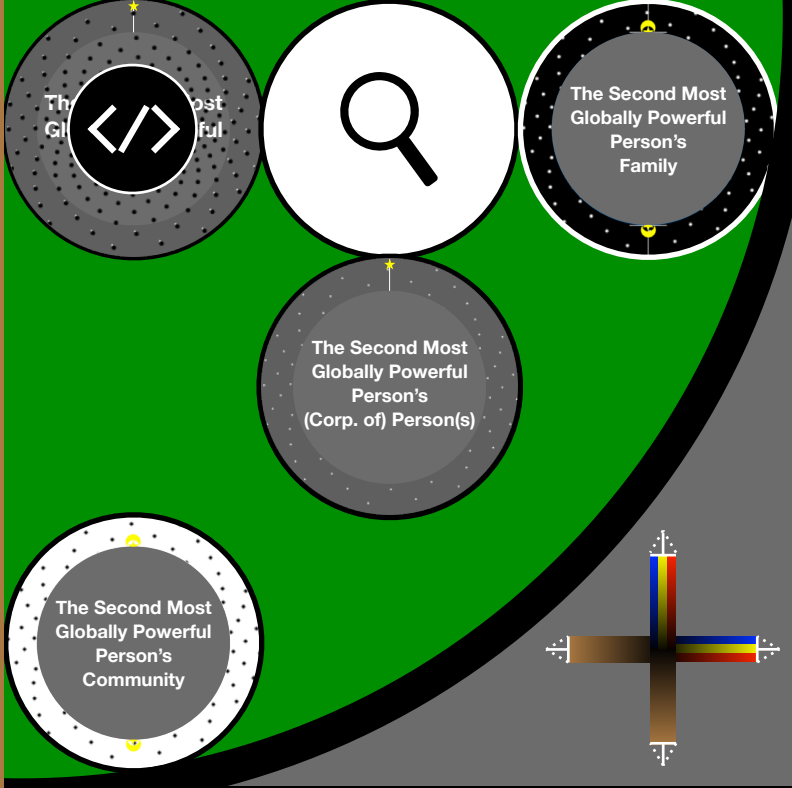 The Second Most
Globally Powerful
Person's
Family
The Second Most
Globally Powerful
Person's
(Corp. of) Person(s)
The Second Most
Globally Powerful
Person's
Community